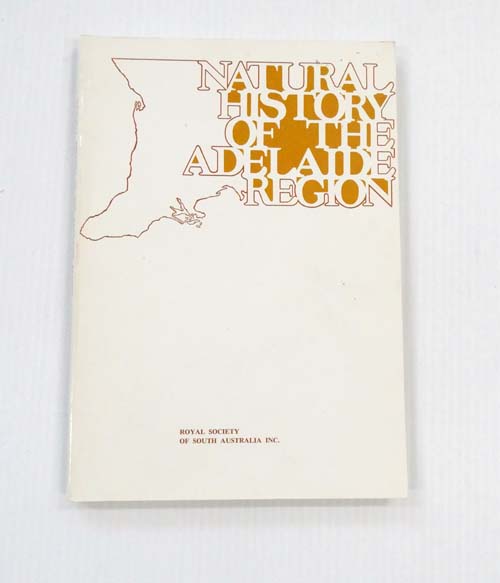 NATURAL
HISTORY
OF THE
ADELAIDE
REGION
ROYAL SOCIETY
OF SOUTH AUSTRALIA INC.